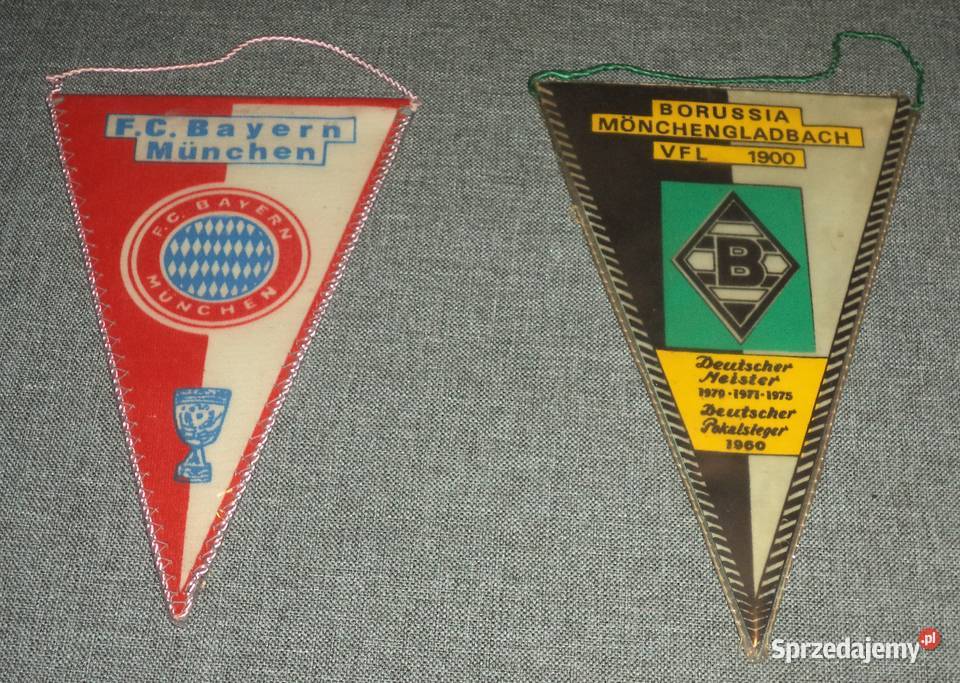 F.C. Bayern
München
F.C. BAYERN
MÜNCHEN
BORUSSIA
MÖNCHENGLADBACH
VFL 1900
B
Deutscher
Meister
1970·1971·1975
Deutscher
Pokalsieger
1960
Sprzedajemy.pl